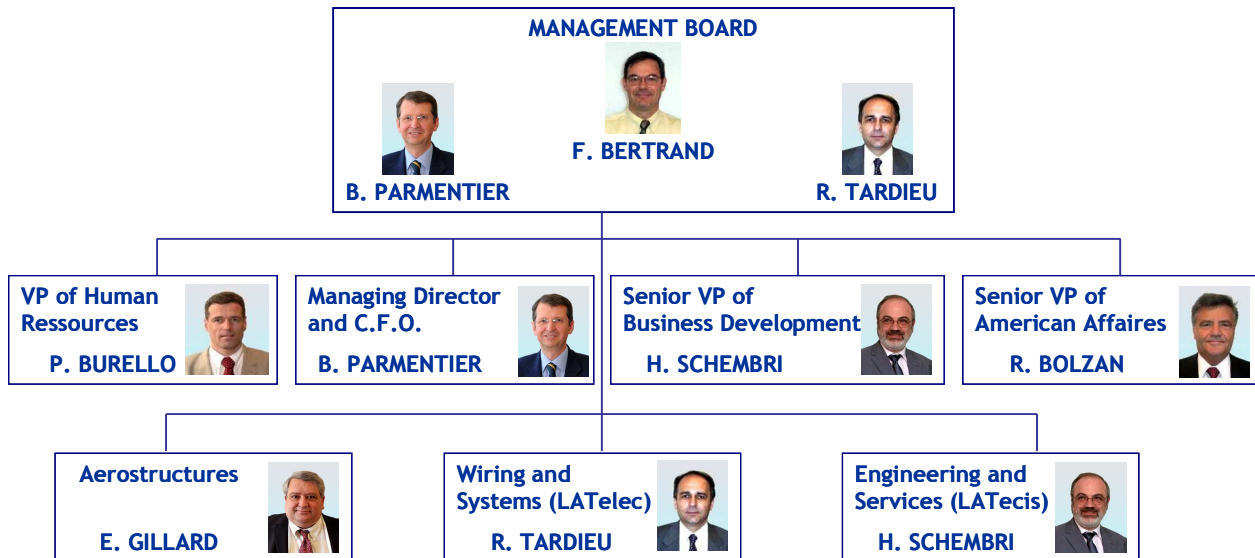 MANAGEMENT BOARD
F. BERTRAND
B. PARMENTIER
R. TARDIEU
VP of Human
Ressources
P. BURELLO
Managing Director
and C.F.O.
B. PARMENTIER
Senior VP of
Business Development
H. SCHEMBRI
Senior VP of
American Affaires
R. BOLZAN
Aerostructures
E. GILLARD
Wiring and
Systems (LATelec)
R. TARDIEU
Engineering and
Services (LATecis)
H. SCHEMBRI